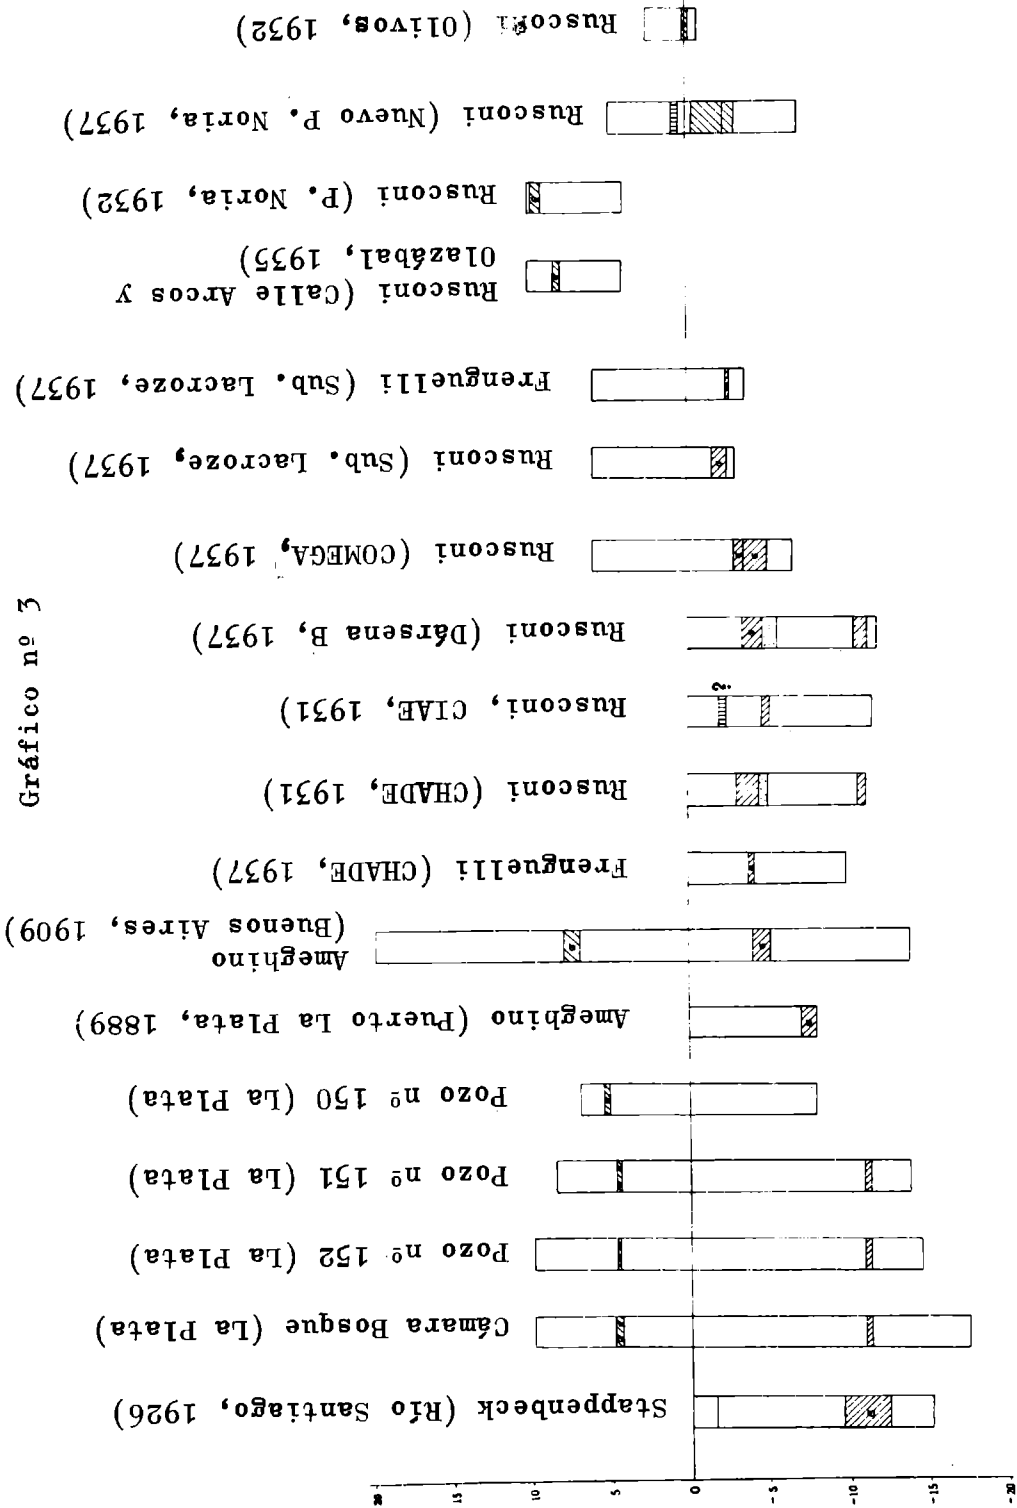 Gráfico nº 3
20
15
10
5
0
-5
-10
-15
-20
Stappenbeck (Río Santiago, 1926)
Cámara Bosque (La Plata)
Pozo nº 152 (La Plata)
Pozo nº 151 (La Plata)
Pozo nº 150 (La Plata)
Ameghino (Puerto La Plata, 1889)
Ameghino
(Buenos Aires, 1909)
Frenguelli (CHADE, 1937)
Rusconi (CHADE, 1931)
Rusconi, CIAE, 1931)
?
Rusconi (Dársena B, 1937)
Rusconi (COMEGA, 1937)
Rusconi (Sub. Lacroze, 1937)
Frenguelli (Sub. Lacroze, 1937)
Rusconi (Calle Arcos y
Olazábal, 1935)
Rusconi (P. Noria, 1932)
Rusconi (Nuevo P. Noria, 1937)
Rusconi (Olivos, 1932)